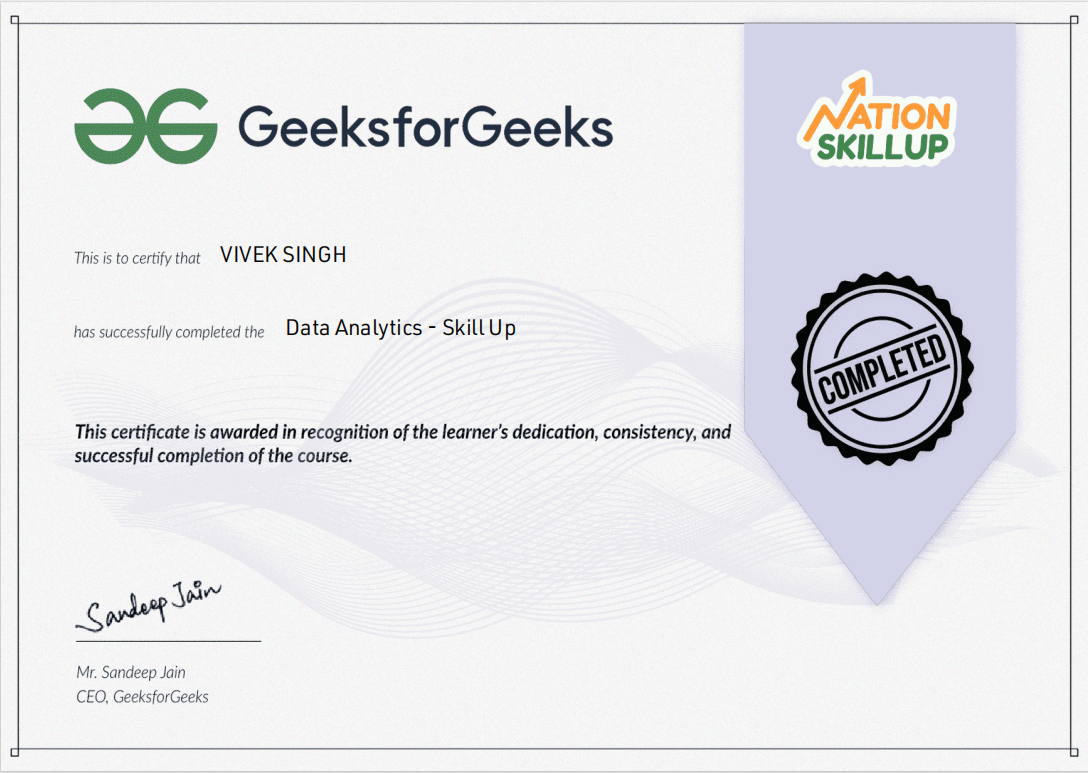 GeeksforGeeks
NATION
SKILLUP
This is to certify that VIVEK SINGH
has successfully completed the Data Analytics - Skill Up
COMPLETED
This certificate is awarded in recognition of the learner's dedication, consistency, and
successful completion of the course.
Sandeep Jain
Mr. Sandeep Jain
CEO, GeeksforGeeks